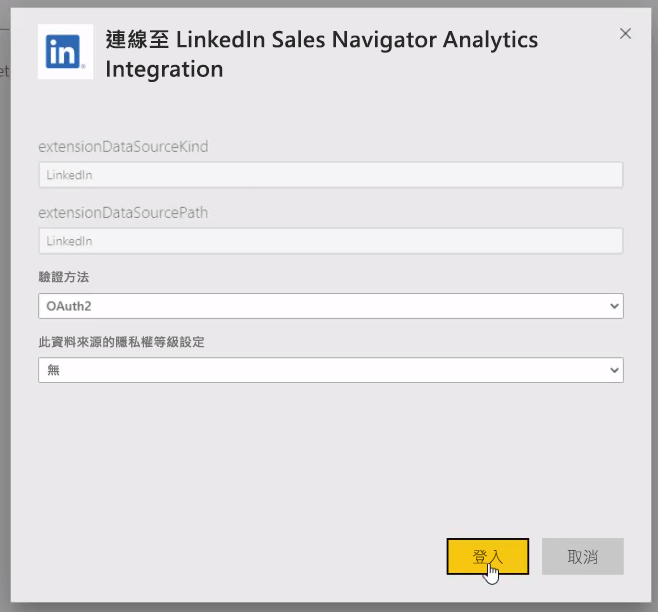 in
連線至 LinkedIn Sales Navigator Analytics
Integration
extensionDataSourceKind
LinkedIn
extensionDataSourcePath
LinkedIn
驗證方法
OAuth2
此資料來源的隱私權等級設定
無
登入
取消